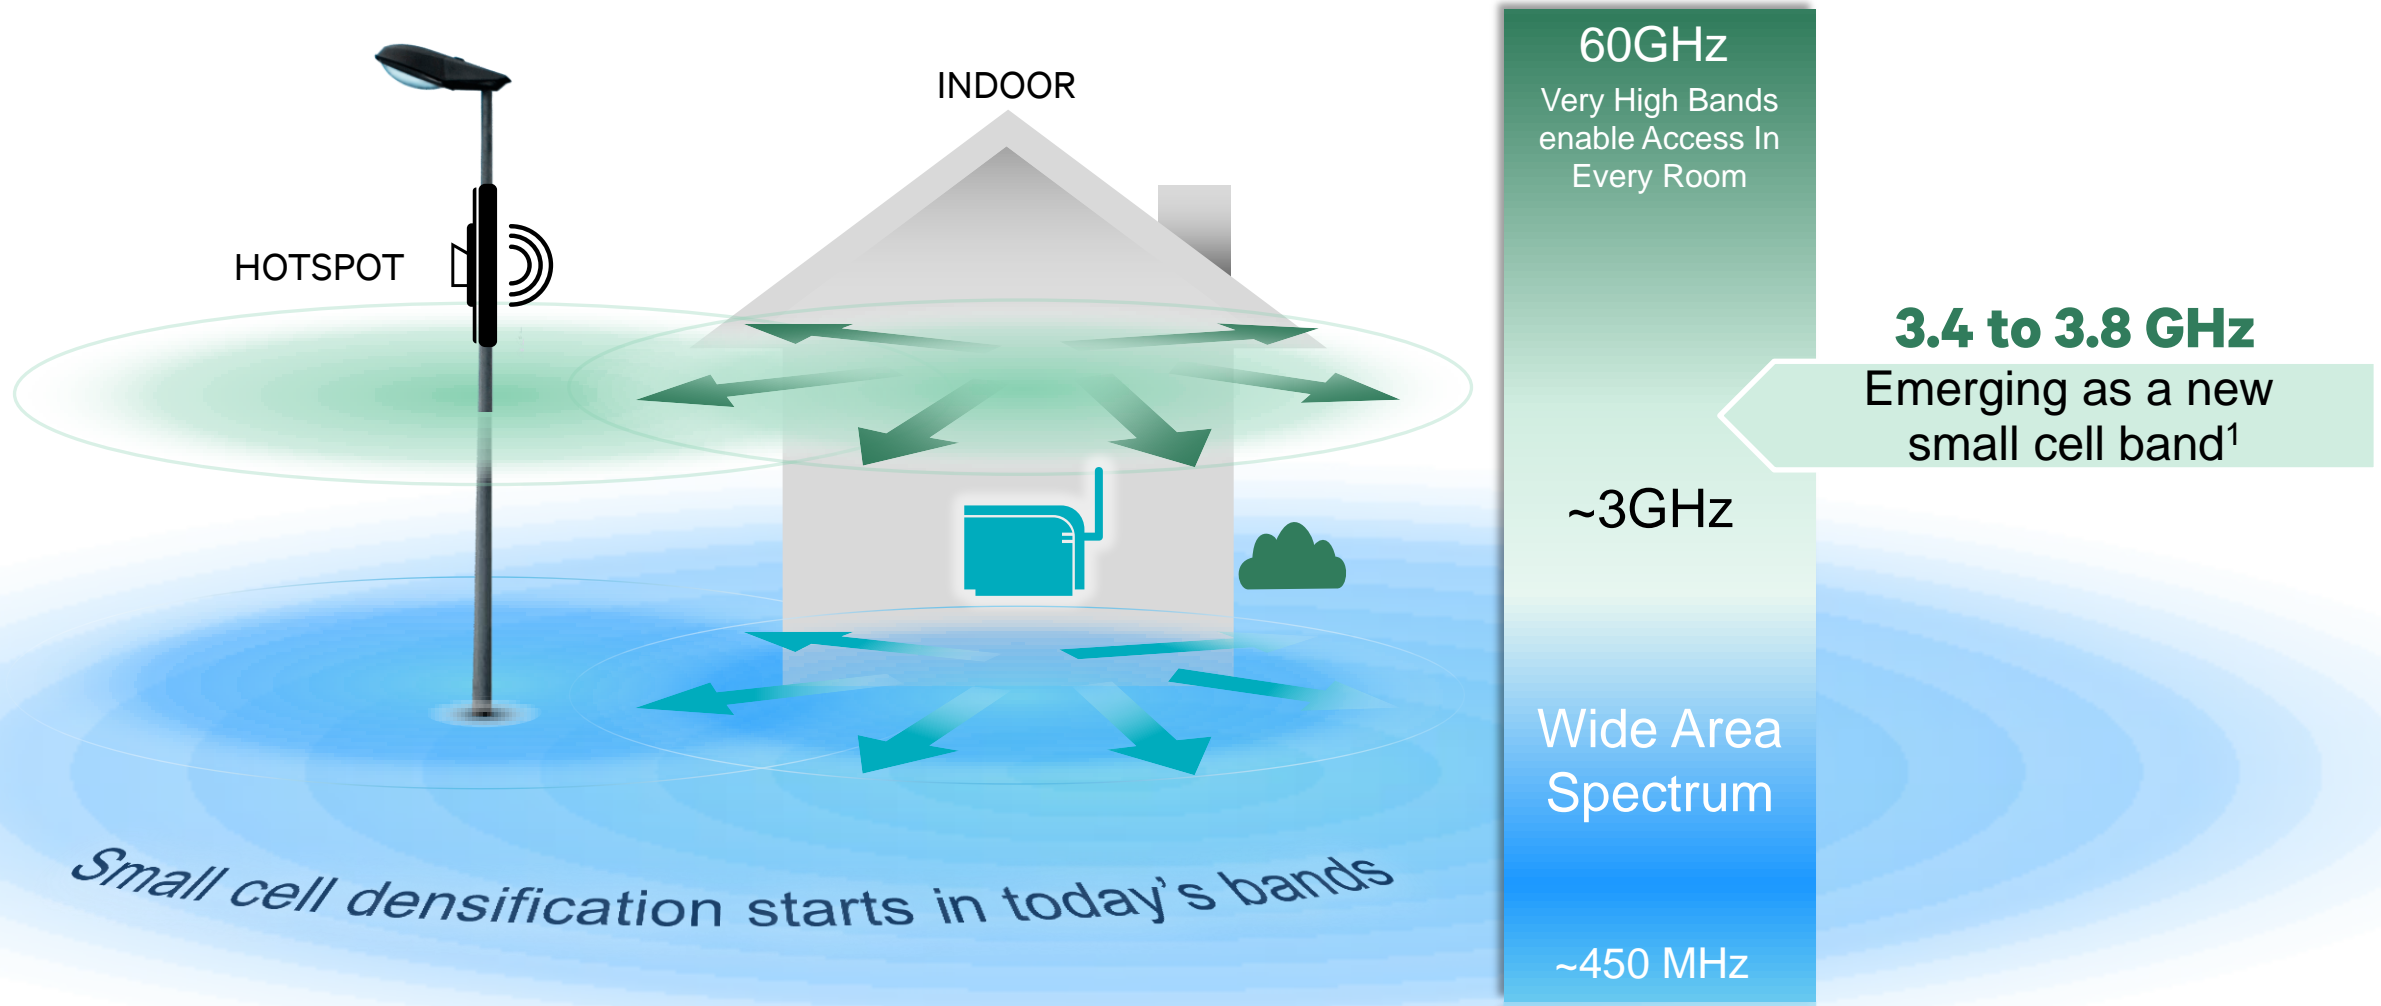 INDOOR
HOTSPOT
Small cell densification starts in today's bands
60GHz
Very High Bands
enable Access In
Every Room
~3GHz
Wide Area
Spectrum
~450 MHz
3.4 to 3.8 GHz
Emerging as a new
small cell band¹